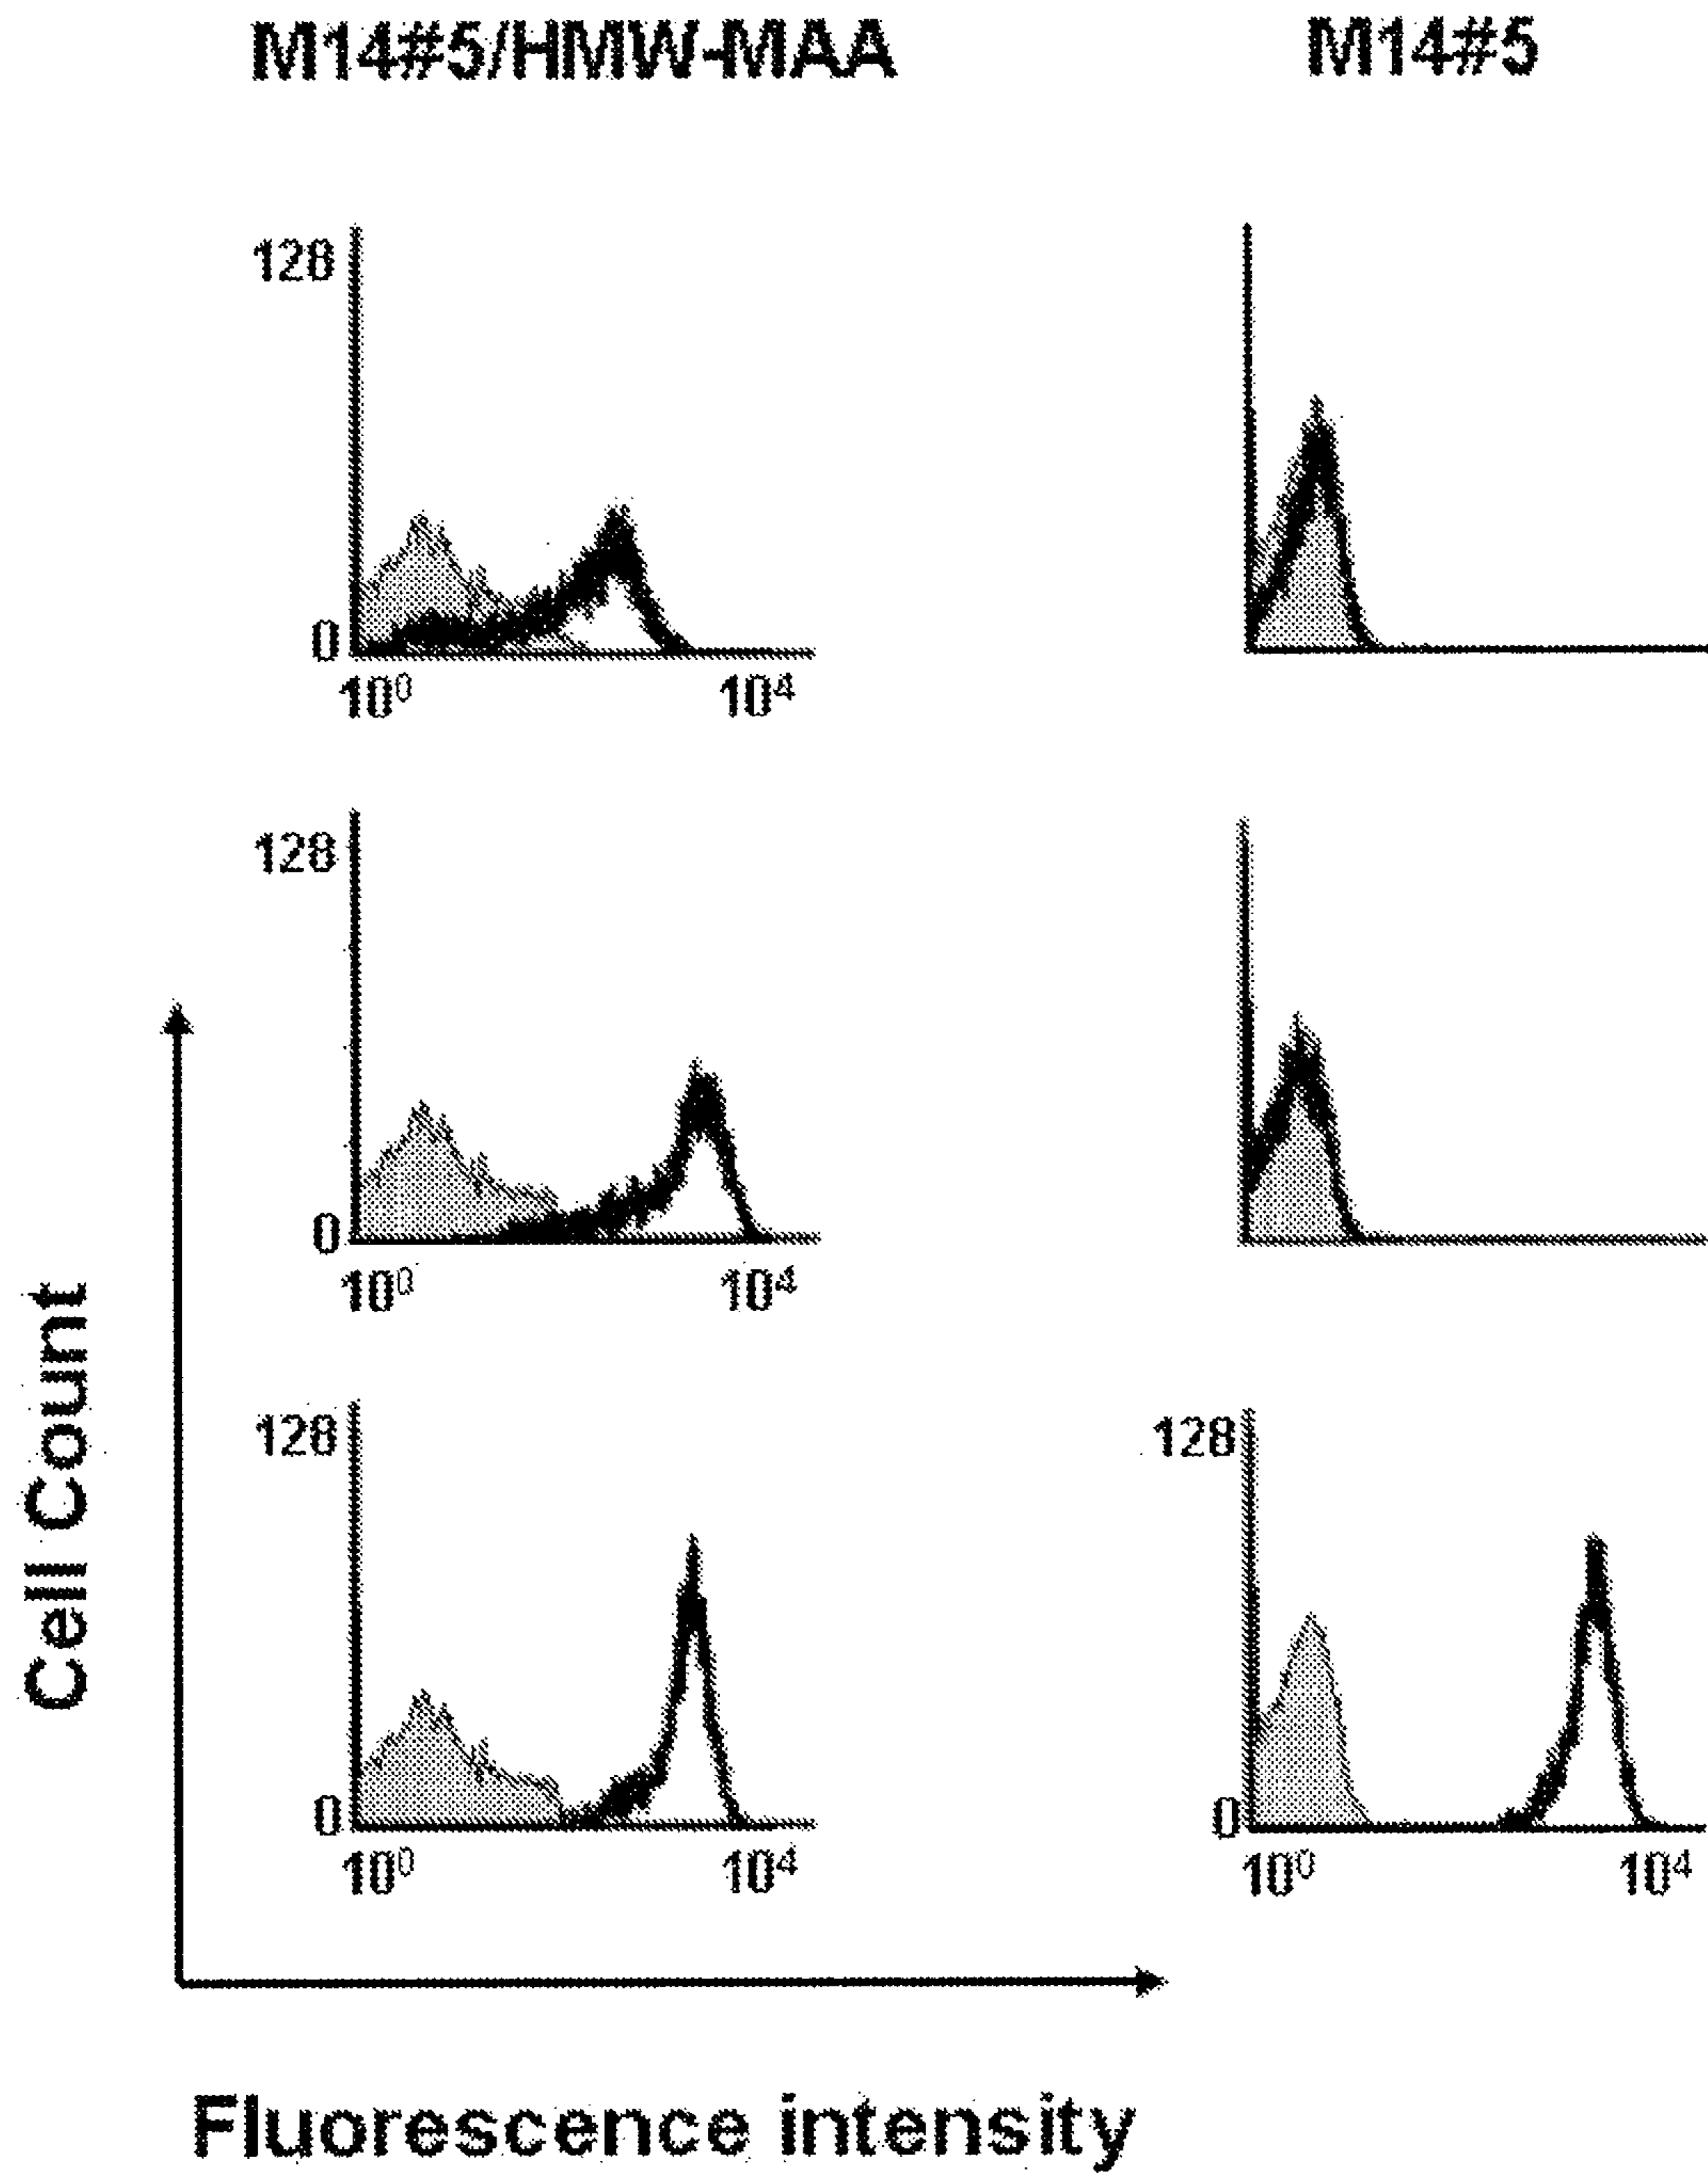 M14#5/HMW-MAA M14#5
128
0
10⁰ 10⁴
128
0
10⁰ 10⁴
128 128
0 0
10⁰ 10⁴ 10⁰ 10⁴
Cell Count
Fluorescence intensity